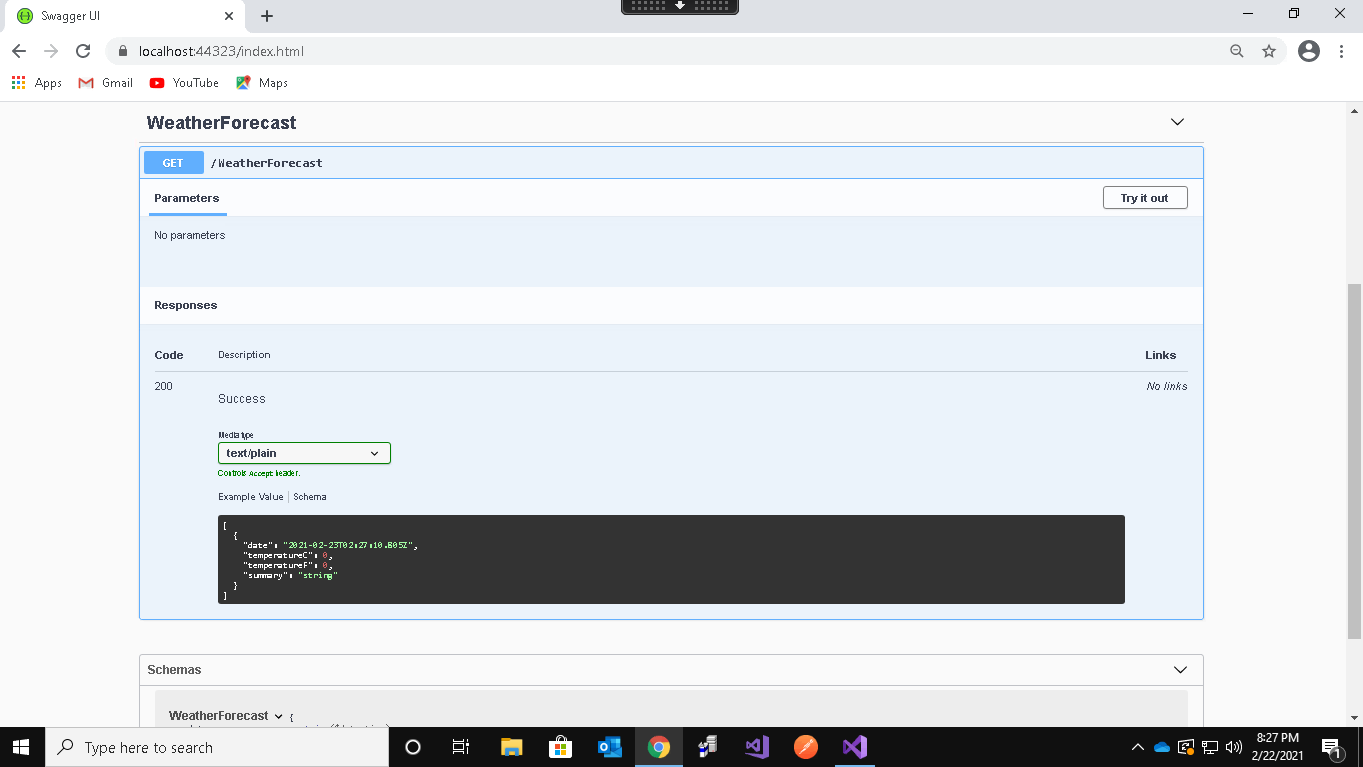 Swagger UI
localhost:44323/index.html
Apps Gmail YouTube Maps
WeatherForecast
GET /WeatherForecast
Parameters Try it out
No parameters
Responses
Code Description Links
200 No links
Success
Media type
text/plain
Controls Accept header.
Example Value Schema
[
{
"date": "2021-02-23T02:27:10.805Z",
"temperatureC": 0,
"temperatureF": 0,
"summary": "string"
}
]
Schemas
WeatherForecast {
Type here to search
8:27 PM
2/22/2021
1